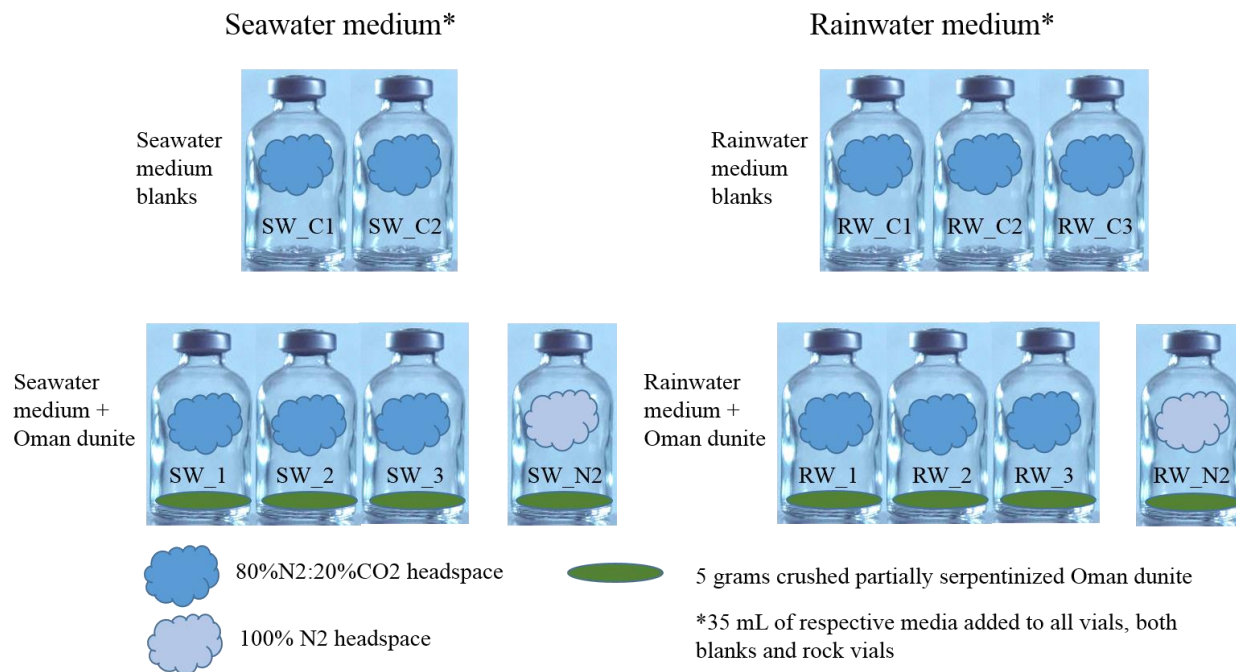 Seawater medium*
Rainwater medium*
Seawater
medium
blanks
SW_C1
SW_C2
Rainwater
medium
blanks
RW_C1
RW_C2
RW_C3
Seawater
medium +
Oman dunite
SW_1
SW_2
SW_3
SW_N2
Rainwater
medium +
Oman dunite
RW_1
RW_2
RW_3
RW_N2
80%N2:20%CO2 headspace
100% N2 headspace
5 grams crushed partially serpentinized Oman dunite
*35 mL of respective media added to all vials, both
blanks and rock vials